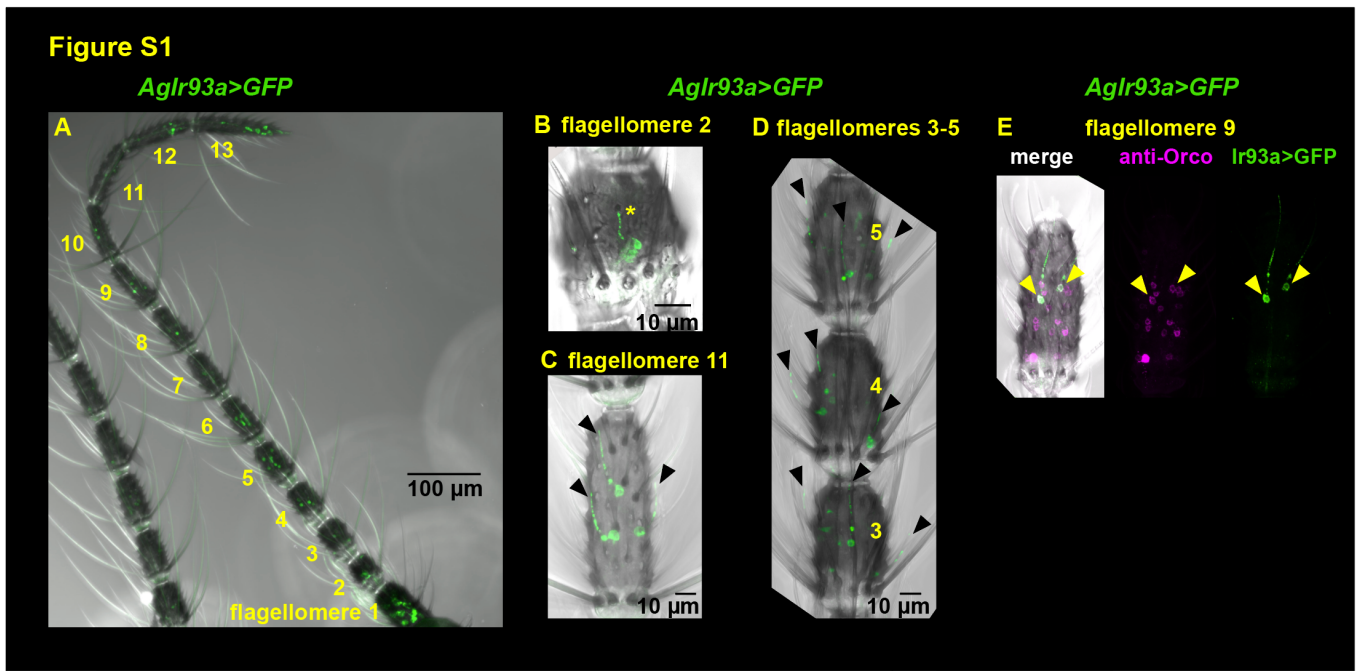 Figure S1
AgIr93a>GFP
AgIr93a>GFP
AgIr93a>GFP
A
12
13
11
10
9
8
7
6
5
4
3
2
flagellomere 1
100 µm
B flagellomere 2
*
10 µm
C flagellomere 11
10 µm
D flagellomeres 3-5
5
4
3
10 µm
E flagellomere 9
merge anti-Orco Ir93a>GFP